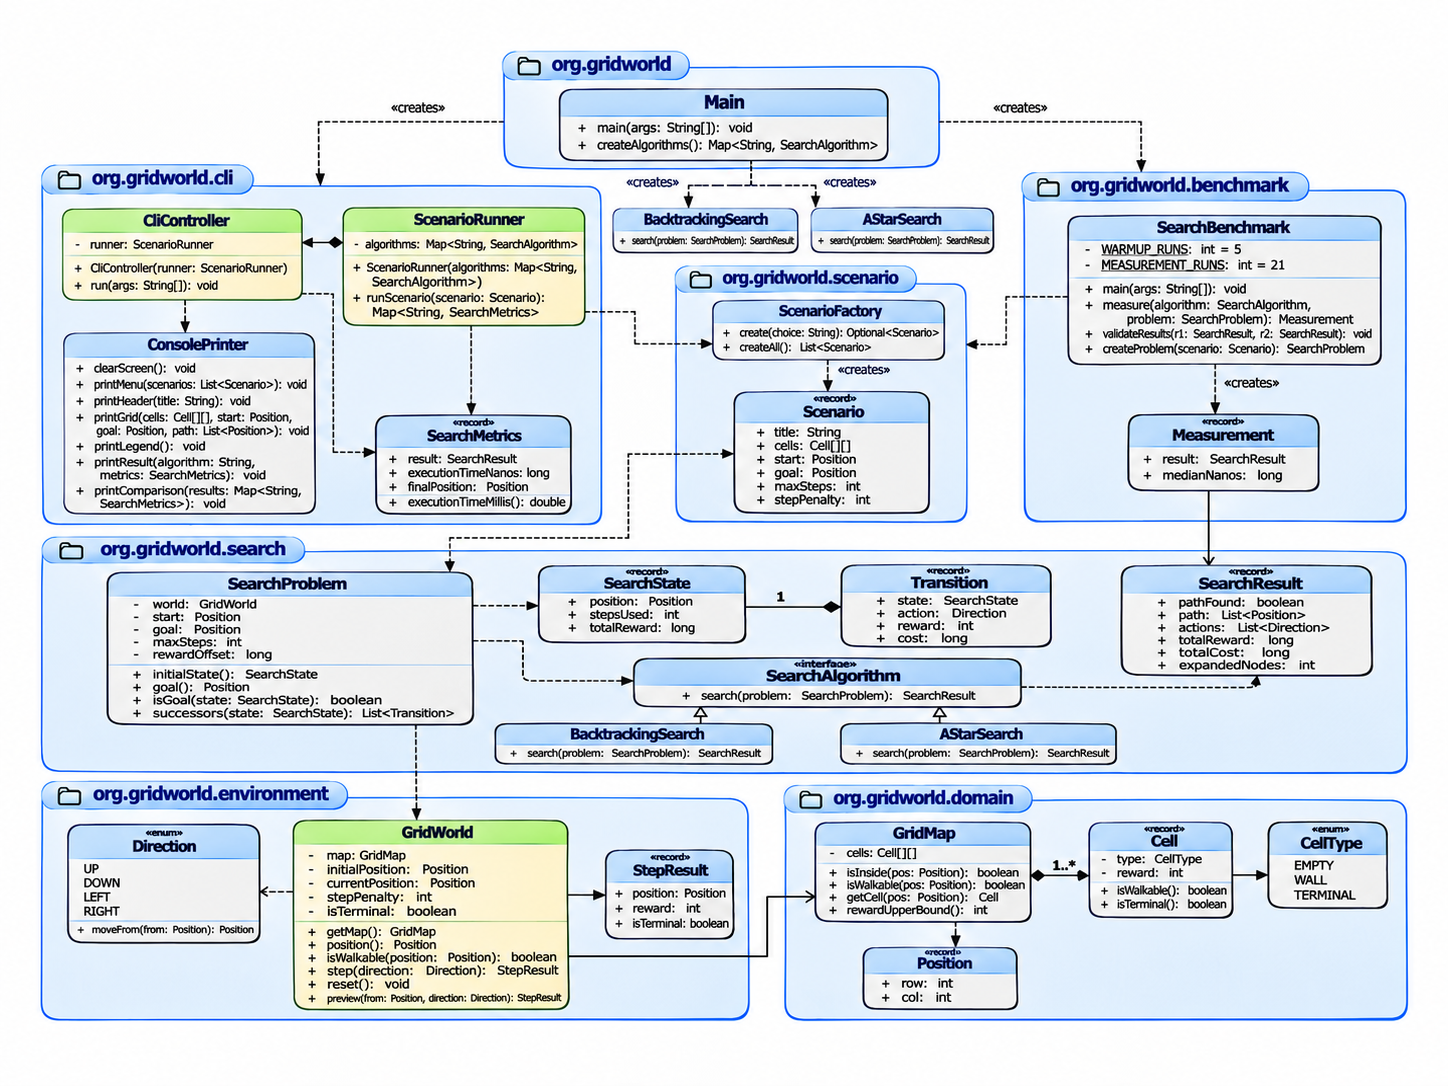 org.gridworld
Main
+ main(args: String[]): void
+ createAlgorithms(): Map<String, SearchAlgorithm>
«creates»
«creates»
«creates»
«creates»
BacktrackingSearch
+ search(problem: SearchProblem): SearchResult
AStarSearch
+ search(problem: SearchProblem): SearchResult
org.gridworld.cli
CliController
- runner: ScenarioRunner
+ CliController(runner: ScenarioRunner)
+ run(args: String[]): void
ScenarioRunner
- algorithms: Map<String, SearchAlgorithm>
+ ScenarioRunner(algorithms: Map<String,
SearchAlgorithm>)
+ runScenario(scenario: Scenario):
Map<String, SearchMetrics>
ConsolePrinter
+ clearScreen(): void
+ printMenu(scenarios: List<Scenario>): void
+ printHeader(title: String): void
+ printGrid(cells: Cell[][], start: Position,
goal: Position, path: List<Position>): void
+ printLegend(): void
+ printResult(algorithm: String,
metrics: SearchMetrics): void
+ printComparison(results: Map<String,
SearchMetrics>): void
«record»
SearchMetrics
+ result: SearchResult
+ executionTimeNanos: long
+ finalPosition: Position
+ executionTimeMillis(): double
org.gridworld.scenario
ScenarioFactory
+ create(choice: String): Optional<Scenario>
+ createAll(): List<Scenario>
«creates»
«record»
Scenario
+ title: String
+ cells: Cell[][]
+ start: Position
+ goal: Position
+ maxSteps: int
+ stepPenalty: int
org.gridworld.benchmark
SearchBenchmark
- WARMUP_RUNS: int = 5
- MEASUREMENT_RUNS: int = 21
+ main(args: String[]): void
+ measure(algorithm: SearchAlgorithm,
problem: SearchProblem): Measurement
+ validateResults(r1: SearchResult, r2: SearchResult): void
+ createProblem(scenario: Scenario): SearchProblem
«creates»
«record»
Measurement
+ result: SearchResult
+ medianNanos: long
org.gridworld.search
SearchProblem
- world: GridWorld
- start: Position
- goal: Position
- maxSteps: int
- rewardOffset: long
+ initialState(): SearchState
+ goal(): Position
+ isGoal(state: SearchState): boolean
+ successors(state: SearchState): List<Transition>
«record»
SearchState
+ position: Position
+ stepsUsed: int
+ totalReward: long
1
«record»
Transition
+ state: SearchState
+ action: Direction
+ reward: int
+ cost: long
«record»
SearchResult
+ pathFound: boolean
+ path: List<Position>
+ actions: List<Direction>
+ totalReward: long
+ totalCost: long
+ expandedNodes: int
«interface»
SearchAlgorithm
+ search(problem: SearchProblem): SearchResult
BacktrackingSearch
+ search(problem: SearchProblem): SearchResult
AStarSearch
+ search(problem: SearchProblem): SearchResult
org.gridworld.environment
«enum»
Direction
UP
DOWN
LEFT
RIGHT
+ moveFrom(from: Position): Position
GridWorld
- map: GridMap
- initialPosition: Position
- currentPosition: Position
- stepPenalty: int
- isTerminal: boolean
+ getMap(): GridMap
+ position(): Position
+ isWalkable(position: Position): boolean
+ step(direction: Direction): StepResult
+ reset(): void
+ preview(from: Position, direction: Direction): StepResult
«record»
StepResult
+ position: Position
+ reward: int
+ isTerminal: boolean
org.gridworld.domain
GridMap
- cells: Cell[][]
+ isInside(pos: Position): boolean
+ isWalkable(pos: Position): boolean
+ getCell(pos: Position): Cell
+ rewardUpperBound(): int
1..*
«record»
Cell
- type: CellType
- reward: int
+ isWalkable(): boolean
+ isTerminal(): boolean
«enum»
CellType
EMPTY
WALL
TERMINAL
«record»
Position
+ row: int
+ col: int